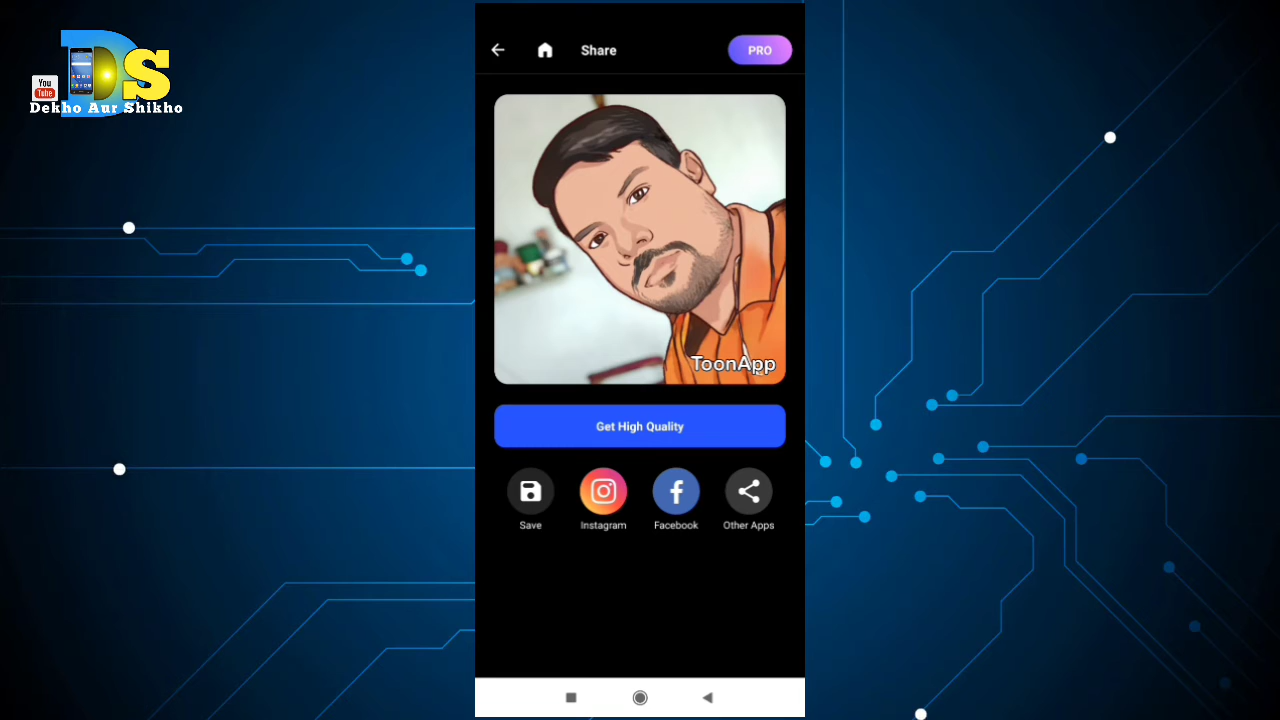 DS
You
Tube
Dekho Aur Shikho
Share
PRO
ToonApp
Get High Quality
Save
Instagram
Facebook
Other Apps